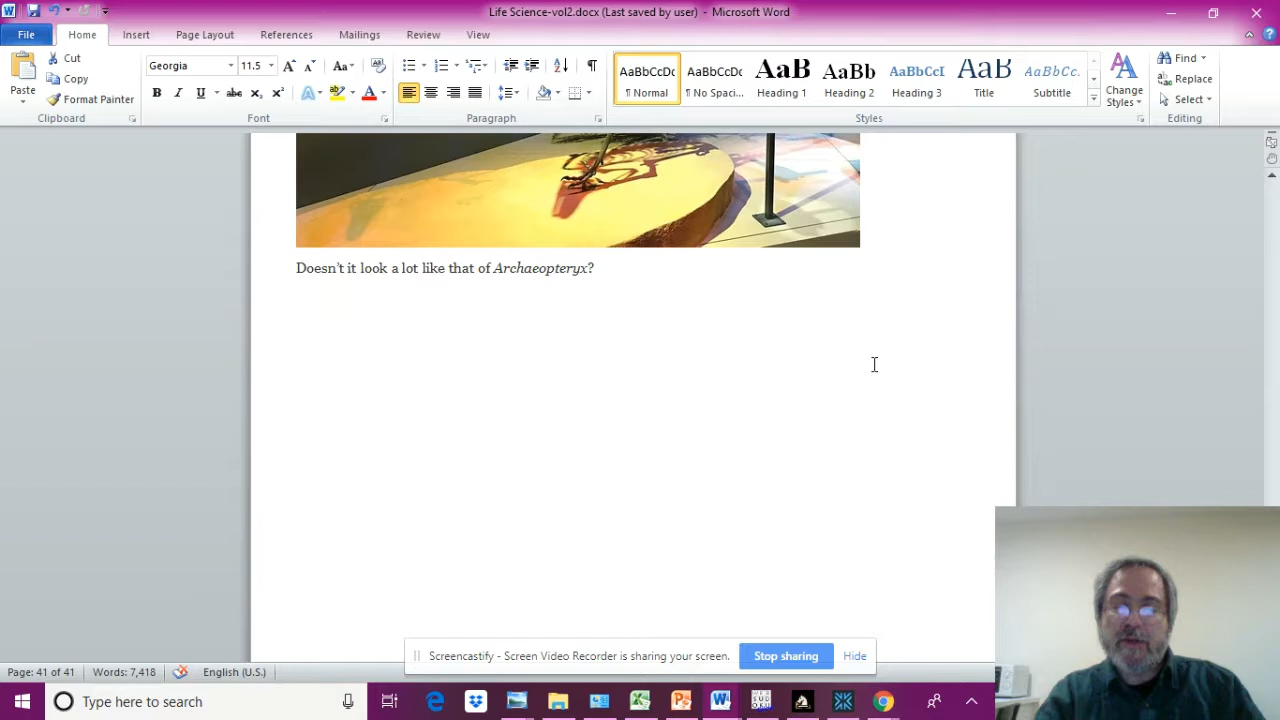 Life Science-vol2.docx (Last saved by user) - Microsoft Word
File Home Insert Page Layout References Mailings Review View
Paste
Cut
Copy
Format Painter
Clipboard
Georgia 11.5
Font
Paragraph
AaBbCcDc AaBbCcDc AaB AaBb AaBbCcI AaB AaBbCc.
¶ Normal ¶ No Spaci... Heading 1 Heading 2 Heading 3 Title Subtitle
Change Styles
Styles
Find
Replace
Select
Editing
Doesn't it look a lot like that of Archaeopteryx?
Screencastify - Screen Video Recorder is sharing your screen. Stop sharing Hide
Page: 41 of 41 Words: 7,418 English (U.S.)
Type here to search